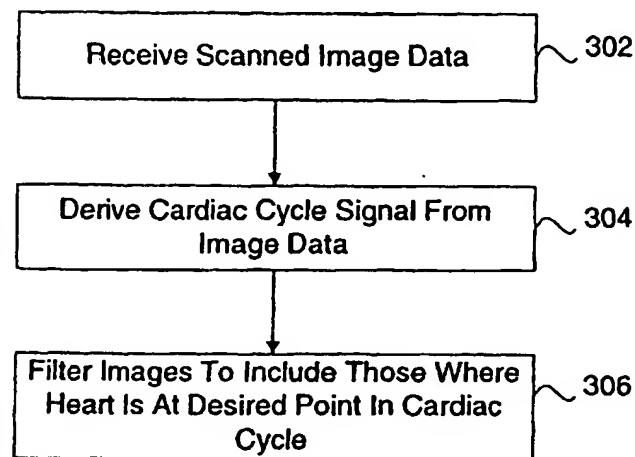 Receive Scanned Image Data
302
Derive Cardiac Cycle Signal From
Image Data
304
Filter Images To Include Those Where
Heart Is At Desired Point In Cardiac
Cycle
306